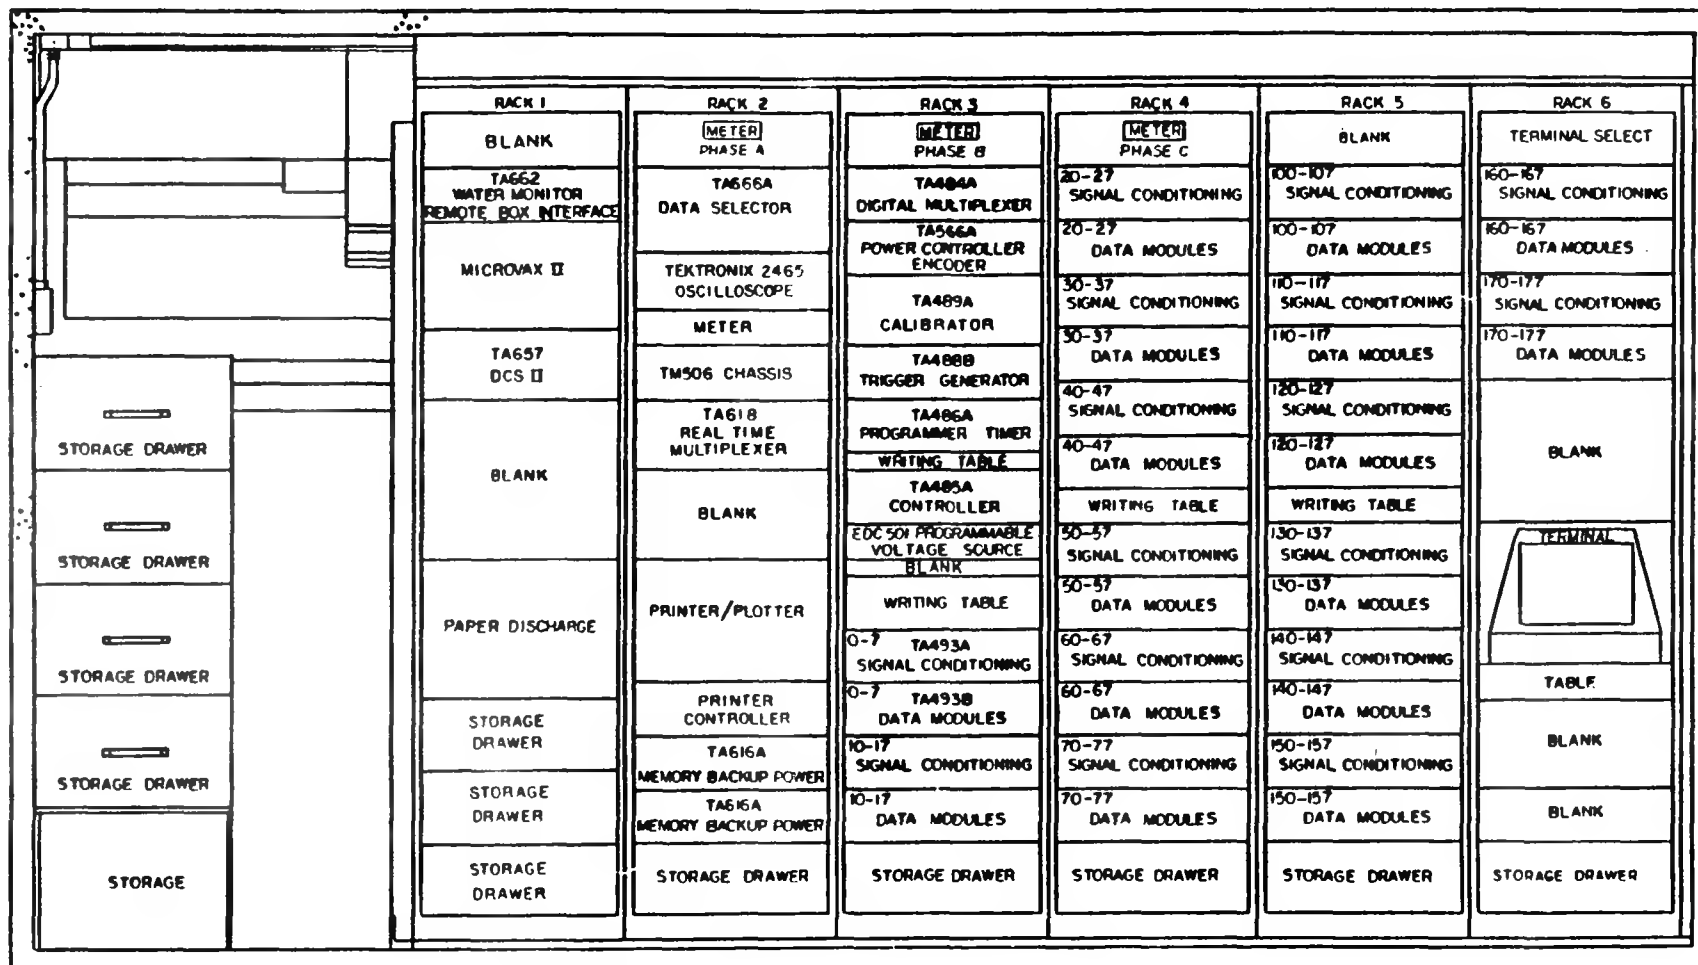 STORAGE DRAWER
STORAGE DRAWER
STORAGE DRAWER
STORAGE DRAWER
STORAGE
RACK 1
BLANK
TA662
WATER MONITOR
REMOTE BOX INTERFACE
MICROVAX II
TA657
DCS II
BLANK
PAPER DISCHARGE
STORAGE
DRAWER
STORAGE
DRAWER
STORAGE
DRAWER
RACK 2
METER
PHASE A
TA666A
DATA SELECTOR
TEKTRONIX 2465
OSCILLOSCOPE
METER
TM506 CHASSIS
TA618
REAL TIME
MULTIPLEXER
BLANK
PRINTER/PLOTTER
PRINTER
CONTROLLER
TA616A
MEMORY BACKUP POWER
TA616A
MEMORY BACKUP POWER
STORAGE DRAWER
RACK 3
METER
PHASE B
TA484A
DIGITAL MULTIPLEXER
TA566A
POWER CONTROLLER
ENCODER
TA489A
CALIBRATOR
TA488B
TRIGGER GENERATOR
TA486A
PROGRAMMER TIMER
WRITING TABLE
TA485A
CONTROLLER
EDC 501 PROGRAMMABLE
VOLTAGE SOURCE
BLANK
WRITING TABLE
0-7 TA493A
SIGNAL CONDITIONING
0-7 TA493B
DATA MODULES
10-17
SIGNAL CONDITIONING
10-17
DATA MODULES
STORAGE DRAWER
RACK 4
METER
PHASE C
20-27
SIGNAL CONDITIONING
20-27
DATA MODULES
30-37
SIGNAL CONDITIONING
30-37
DATA MODULES
40-47
SIGNAL CONDITIONING
40-47
DATA MODULES
WRITING TABLE
50-57
SIGNAL CONDITIONING
50-57
DATA MODULES
60-67
SIGNAL CONDITIONING
60-67
DATA MODULES
70-77
SIGNAL CONDITIONING
70-77
DATA MODULES
STORAGE DRAWER
RACK 5
BLANK
100-107
SIGNAL CONDITIONING
100-107
DATA MODULES
110-117
SIGNAL CONDITIONING
110-117
DATA MODULES
120-127
SIGNAL CONDITIONING
120-127
DATA MODULES
WRITING TABLE
130-137
SIGNAL CONDITIONING
130-137
DATA MODULES
140-147
SIGNAL CONDITIONING
140-147
DATA MODULES
150-157
SIGNAL CONDITIONING
150-157
DATA MODULES
STORAGE DRAWER
RACK 6
TERMINAL SELECT
160-167
SIGNAL CONDITIONING
160-167
DATA MODULES
170-177
SIGNAL CONDITIONING
170-177
DATA MODULES
BLANK
TERMINAL
TABLE
BLANK
BLANK
STORAGE DRAWER